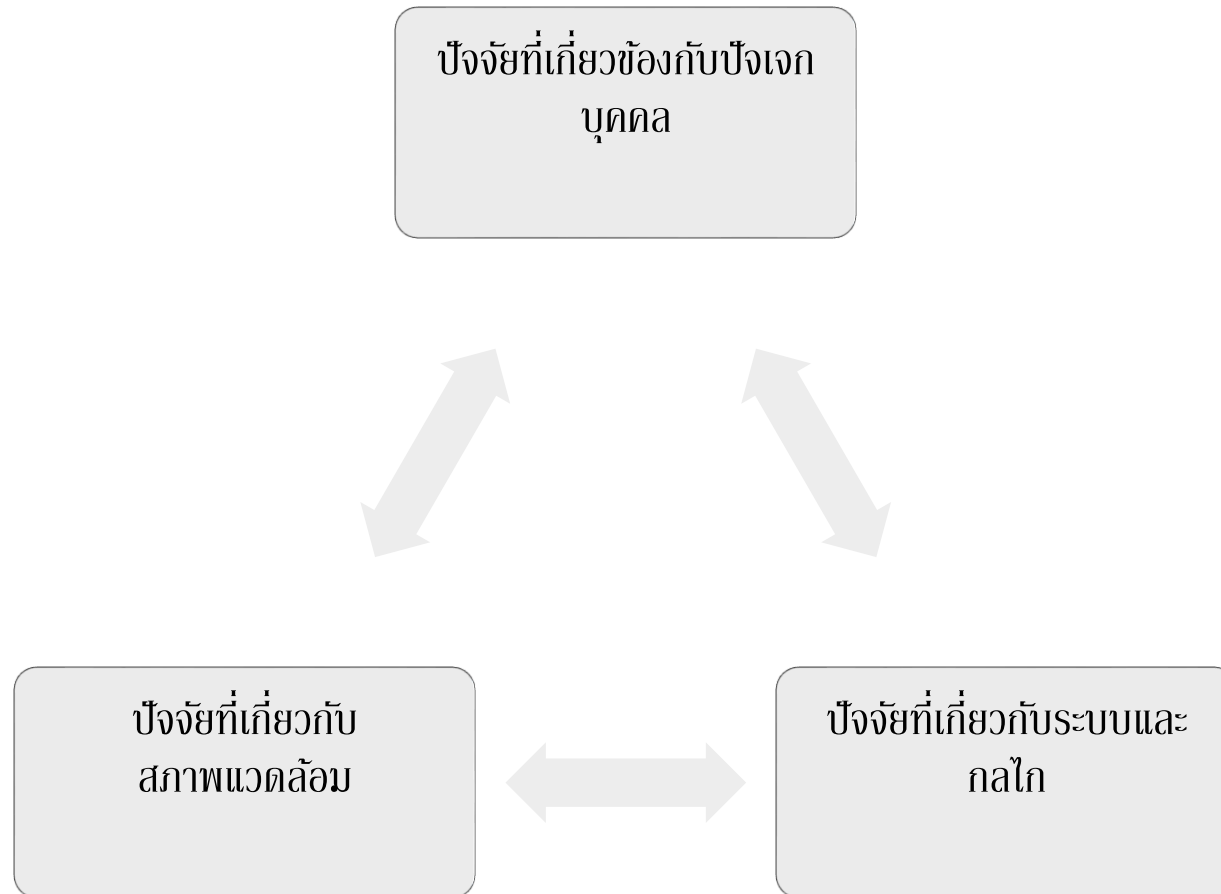 ปัจจัยที่เกี่ยวข้องกับปัจเจก
บุคคล
ปัจจัยที่เกี่ยวกับ
สภาพแวดล้อม
ปัจจัยที่เกี่ยวกับระบบและ
กลไก